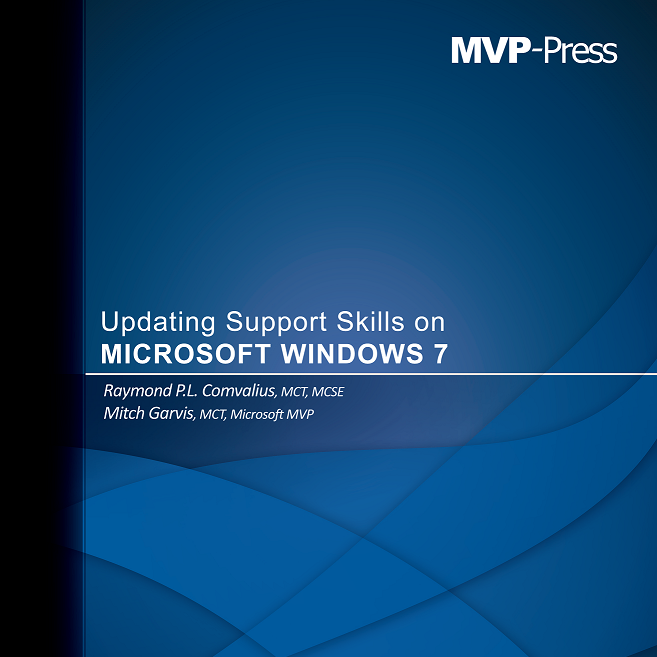 MVP-Press
Updating Support Skills on
MICROSOFT WINDOWS 7
Raymond P.L. Comvalius, MCT, MCSE
Mitch Garvis, MCT, Microsoft MVP